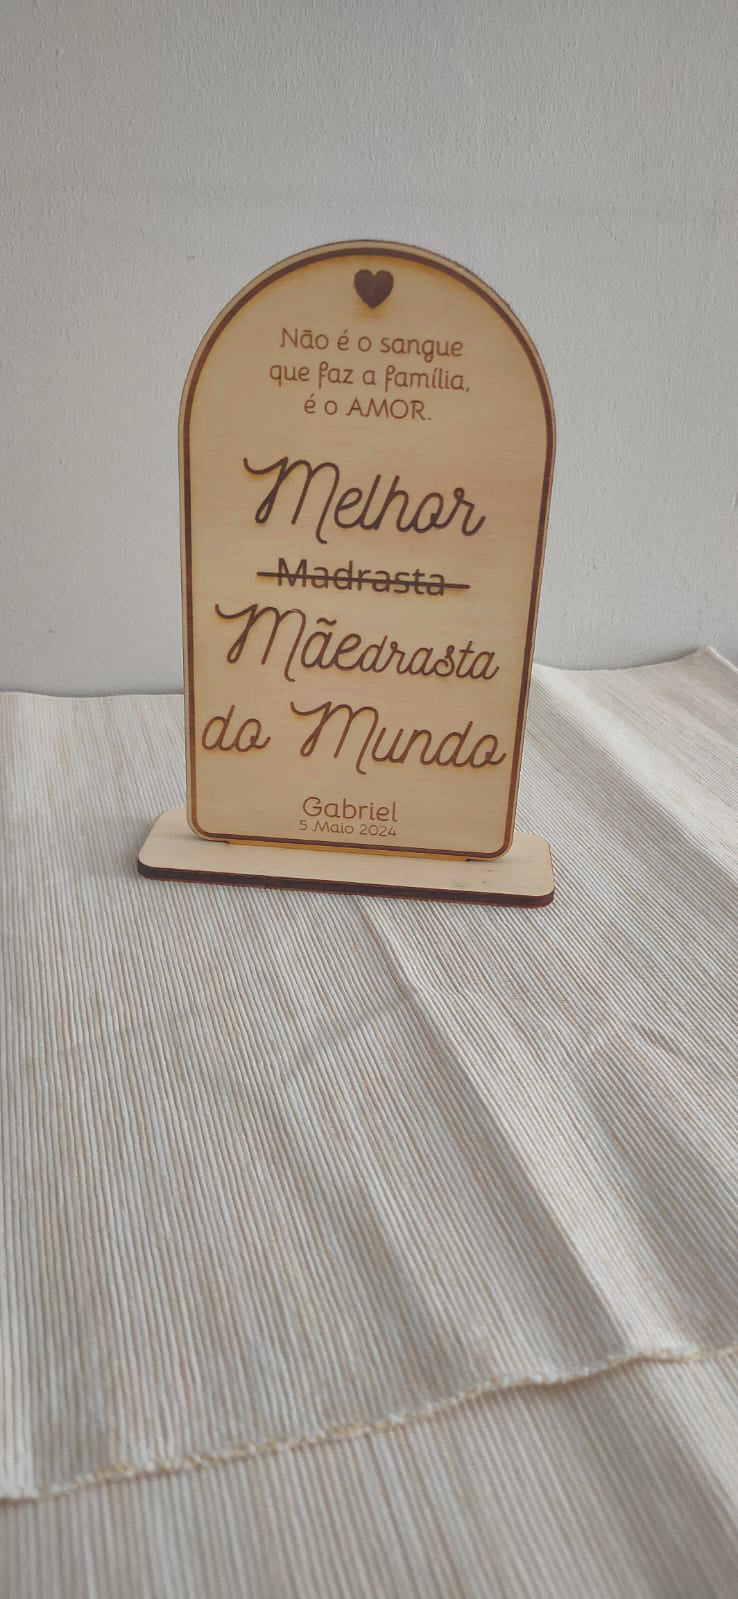 Não é o sangue
que faz a família,
é o AMOR.
Melhor
Madrasta
Mãedrasta
do Mundo
Gabriel
5 Maio 2024